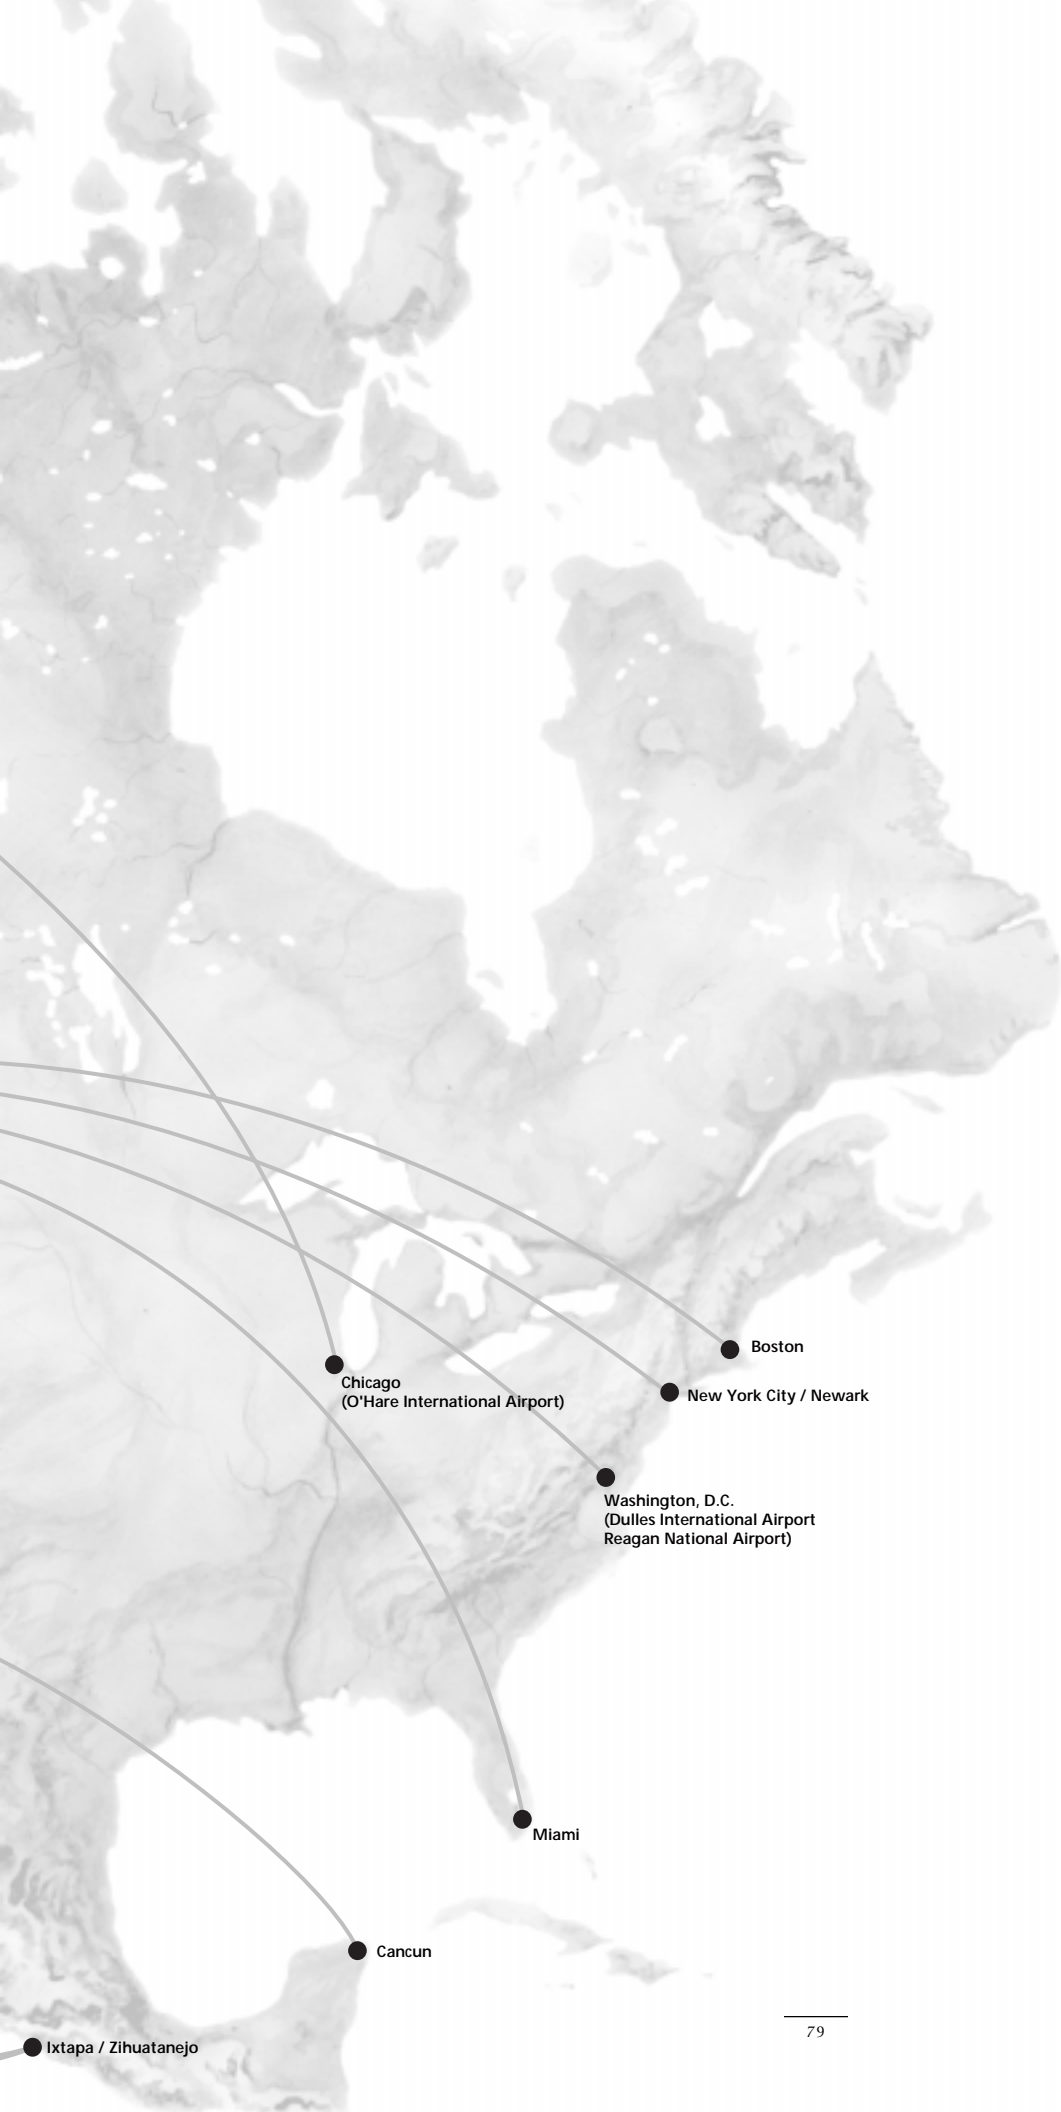 Boston
New York City / Newark
Chicago
(O'Hare International Airport)
Washington, D.C.
(Dulles International Airport
Reagan National Airport)
Miami
Cancun
Ixtapa / Zihuatanejo
79